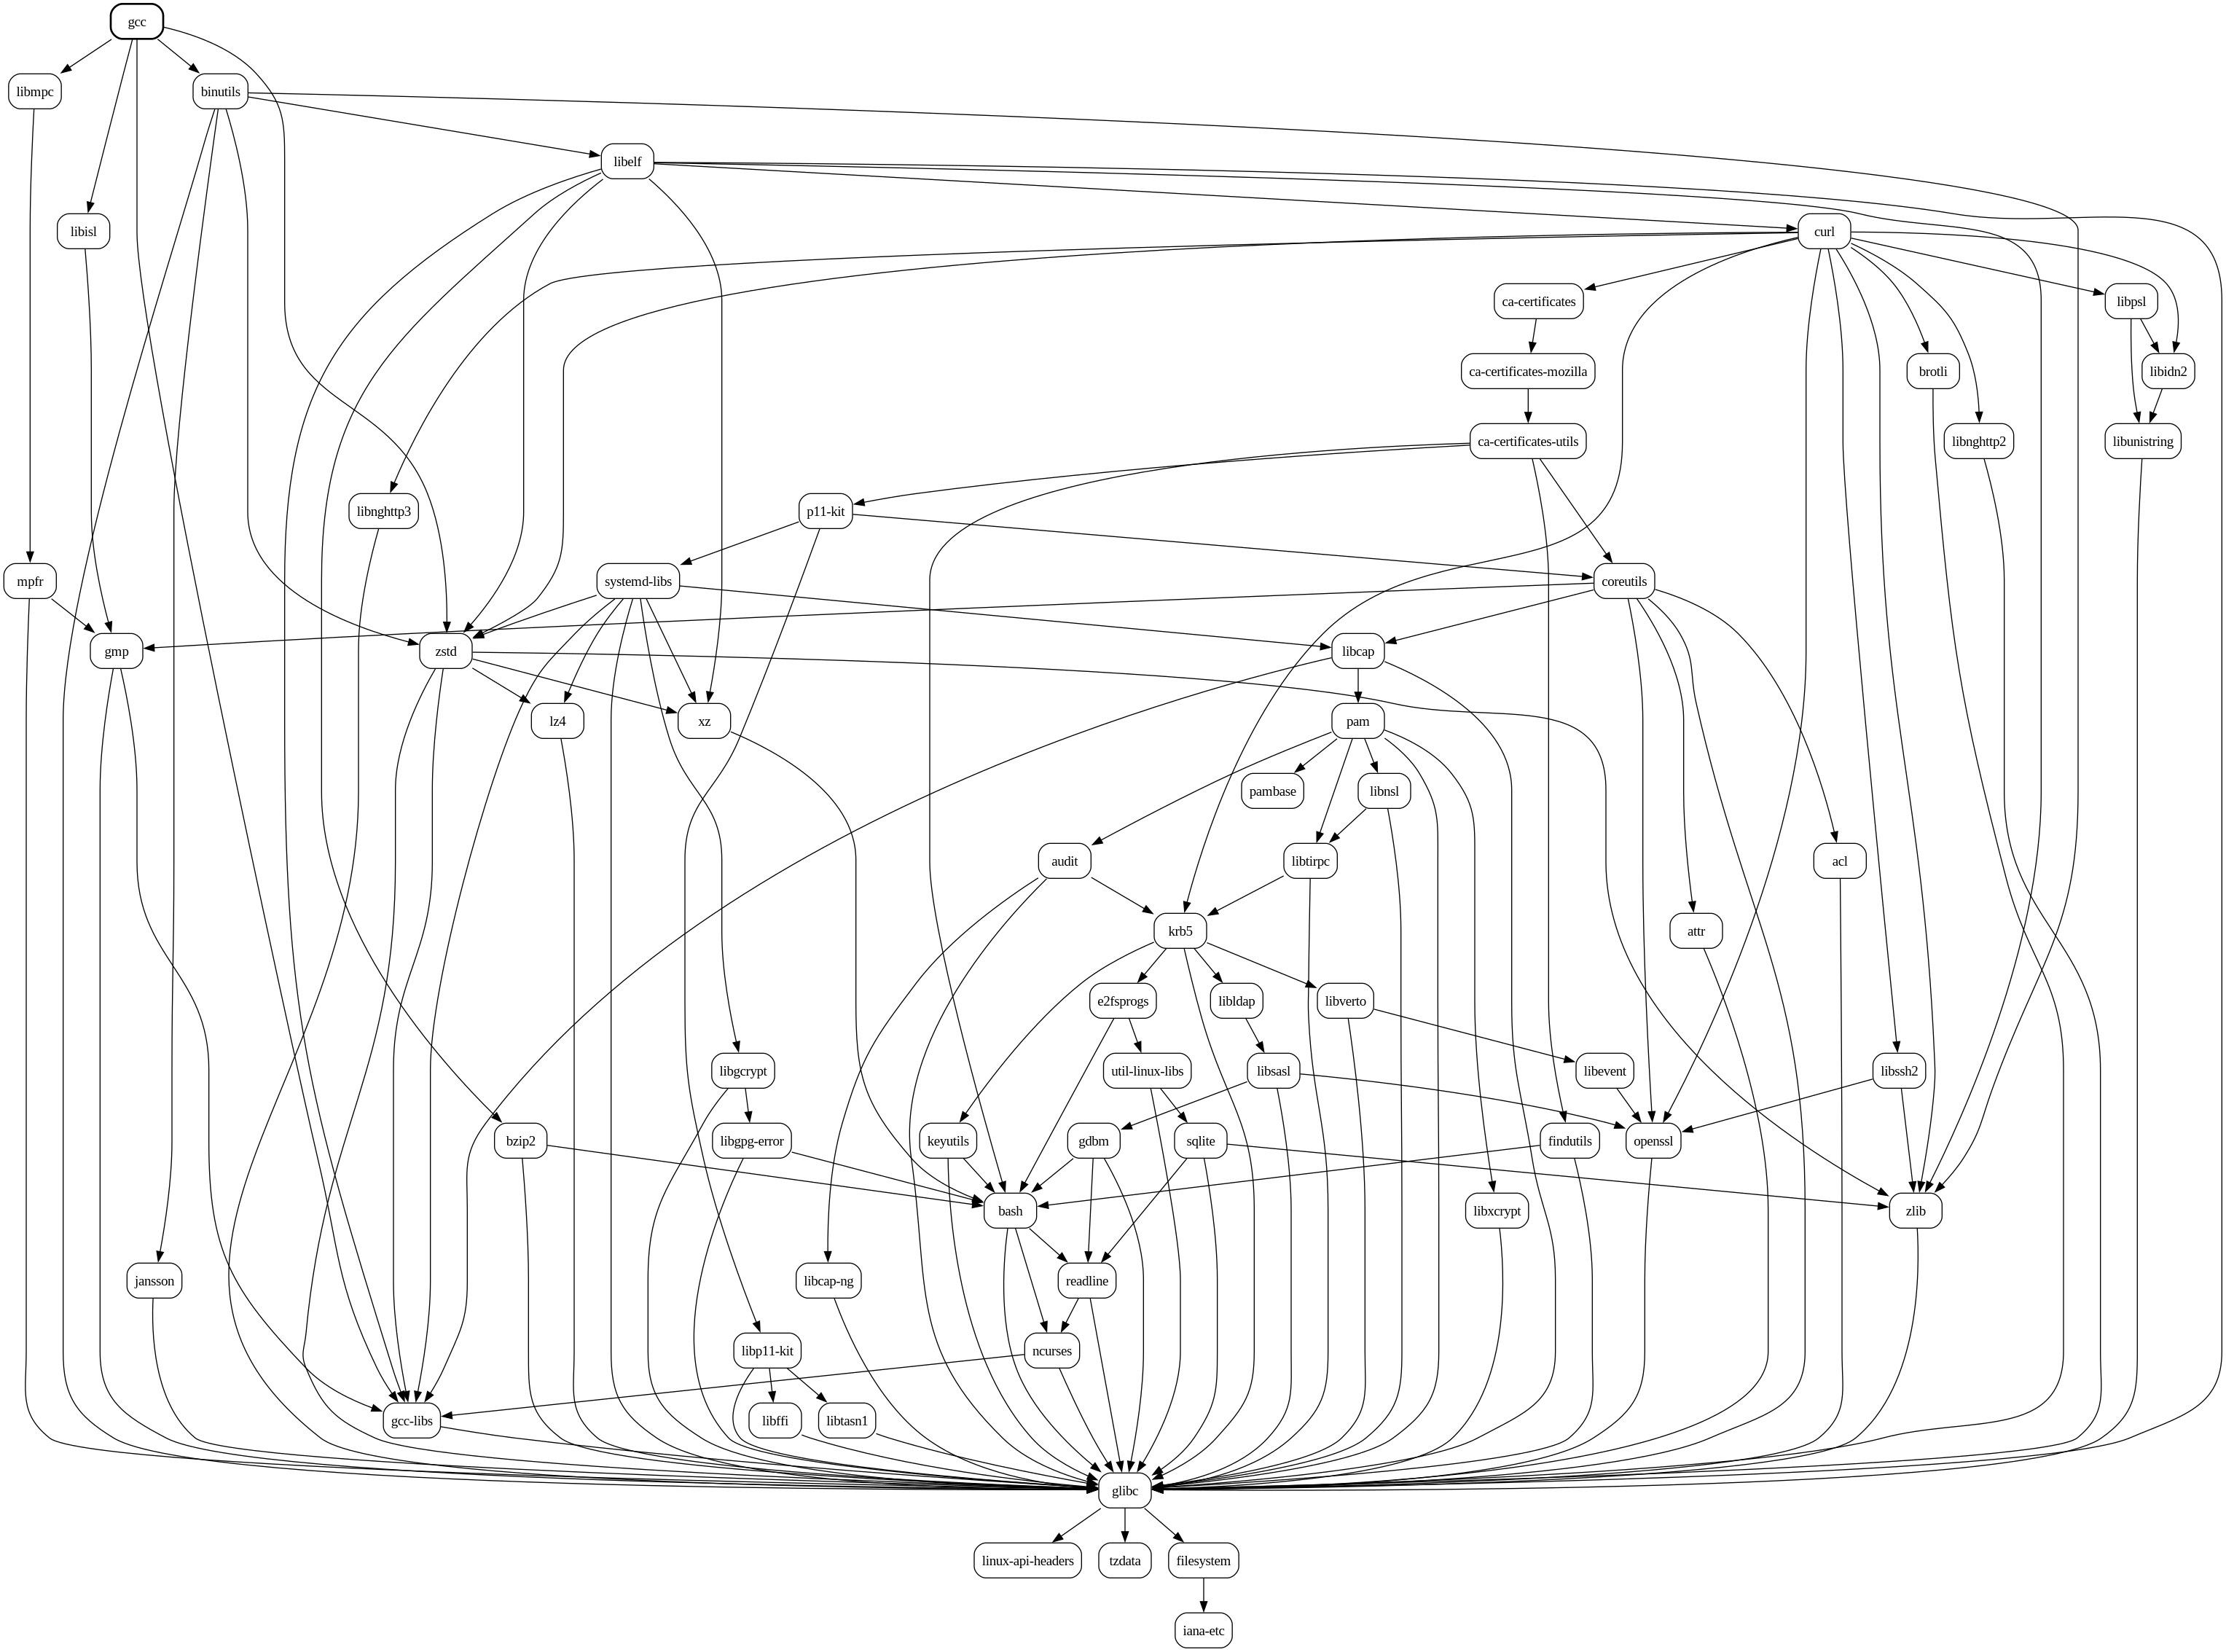 gcc
libmpc
binutils
libelf
libisl
curl
ca-certificates
libpsl
ca-certificates-mozilla
brotli
libidn2
ca-certificates-utils
libnghttp2
libunistring
libnghttp3
p11-kit
mpfr
systemd-libs
coreutils
gmp
zstd
libcap
lz4
xz
pam
pambase
libnsl
audit
libtirpc
acl
krb5
attr
e2fsprogs
libldap
libverto
libgcrypt
util-linux-libs
libsasl
libevent
libssh2
bzip2
libgpg-error
keyutils
gdbm
sqlite
findutils
openssl
bash
libxcrypt
zlib
jansson
libcap-ng
readline
libp11-kit
ncurses
gcc-libs
libffi
libtasn1
glibc
linux-api-headers
tzdata
filesystem
iana-etc